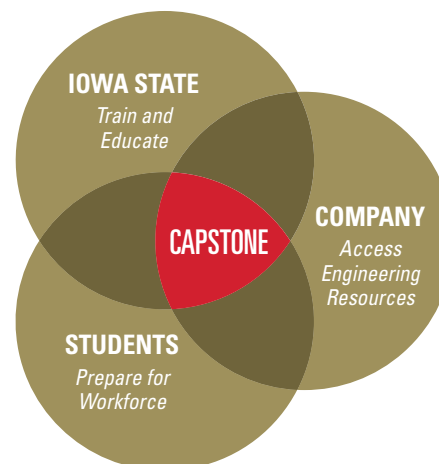 IOWA STATE
Train and
Educate
CAPSTONE
COMPANY
Access
Engineering
Resources
STUDENTS
Prepare for
Workforce